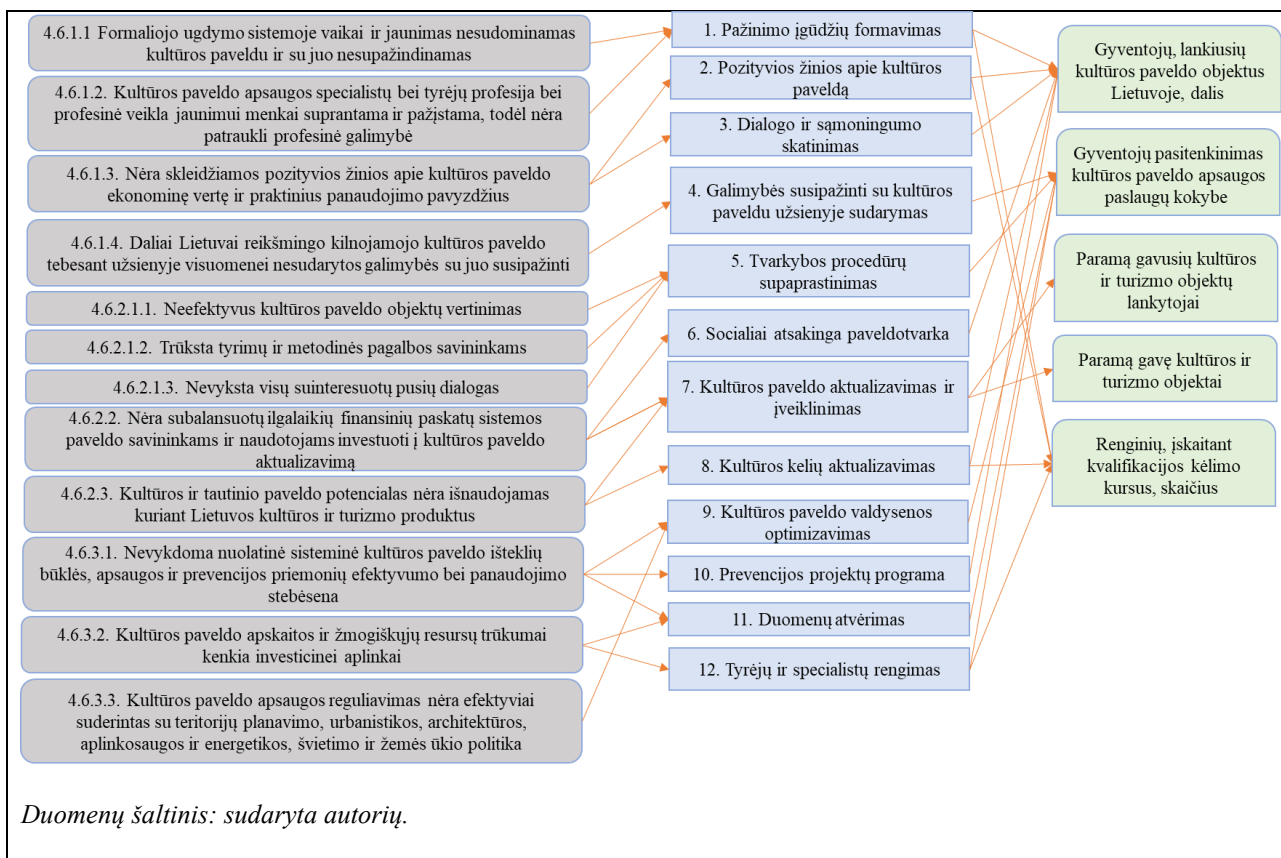 4.6.1.1 Formaliojo ugdymo sistemoje vaikai ir jaunimas nesudominamas
kultūros paveldu ir su juo nesupažindinamas
4.6.1.2. Kultūros paveldo apsaugos specialistų bei tyrėjų profesija bei
profesinė veikla jaunimui menkai suprantama ir pažįstama, todėl nėra
patraukli profesinė galimybė
4.6.1.3. Nėra skleidžiamos pozityvios žinios apie kultūros paveldo
ekonominę vertę ir praktinius panaudojimo pavyzdžius
4.6.1.4. Daliai Lietuvai reikšmingo kilnojamojo kultūros paveldo
tebesant užsienyje visuomenei nesudarytos galimybės su juo susipažinti
4.6.2.1.1. Neefektyvus kultūros paveldo objektų vertinimas
4.6.2.1.2. Trūksta tyrimų ir metodinės pagalbos savininkams
4.6.2.1.3. Nevyksta visų suinteresuotų pusių dialogas
4.6.2.2. Nėra subalansuotų ilgalaikių finansinių paskatų sistemos
paveldo savininkams ir naudotojams investuoti į kultūros paveldo
aktualizavimą
4.6.2.3. Kultūros ir tautinio paveldo potencialas nėra išnaudojamas
kuriant Lietuvos kultūros ir turizmo produktus
4.6.3.1. Nevykdoma nuolatinė sisteminė kultūros paveldo išteklių
būklės, apsaugos ir prevencijos priemonių efektyvumo bei panaudojimo
stebėsena
4.6.3.2. Kultūros paveldo apskaitos ir žmogiškųjų resursų trūkumai
kenkia investicinei aplinkai
4.6.3.3. Kultūros paveldo apsaugos reguliavimas nėra efektyviai
suderintas su teritorijų planavimo, urbanistikos, architektūros,
aplinkosaugos ir energetikos, švietimo ir žemės ūkio politika
1. Pažinimo įgūdžių formavimas
2. Pozityvios žinios apie kultūros
paveldą
3. Dialogo ir sąmoningumo
skatinimas
4. Galimybės susipažinti su kultūros
paveldu užsienyje sudarymas
5. Tvarkybos procedūrų
supaprastinimas
6. Socialiai atsakinga paveldotvarka
7. Kultūros paveldo aktualizavimas ir
įveiklinimas
8. Kultūros kelių aktualizavimas
9. Kultūros paveldo valdysenos
optimizavimas
10. Prevencijos projektų programa
11. Duomenų atvėrimas
12. Tyrėjų ir specialistų rengimas
Gyventojų, lankiusių
kultūros paveldo objektus
Lietuvoje, dalis
Gyventojų pasitenkinimas
kultūros paveldo apsaugos
paslaugų kokybe
Paramą gavusių kultūros
ir turizmo objektų
lankytojai
Paramą gavę kultūros ir
turizmo objektai
Renginių, įskaitant
kvalifikacijos kėlimo
kursus, skaičius
Duomenų šaltinis: sudaryta autorių.